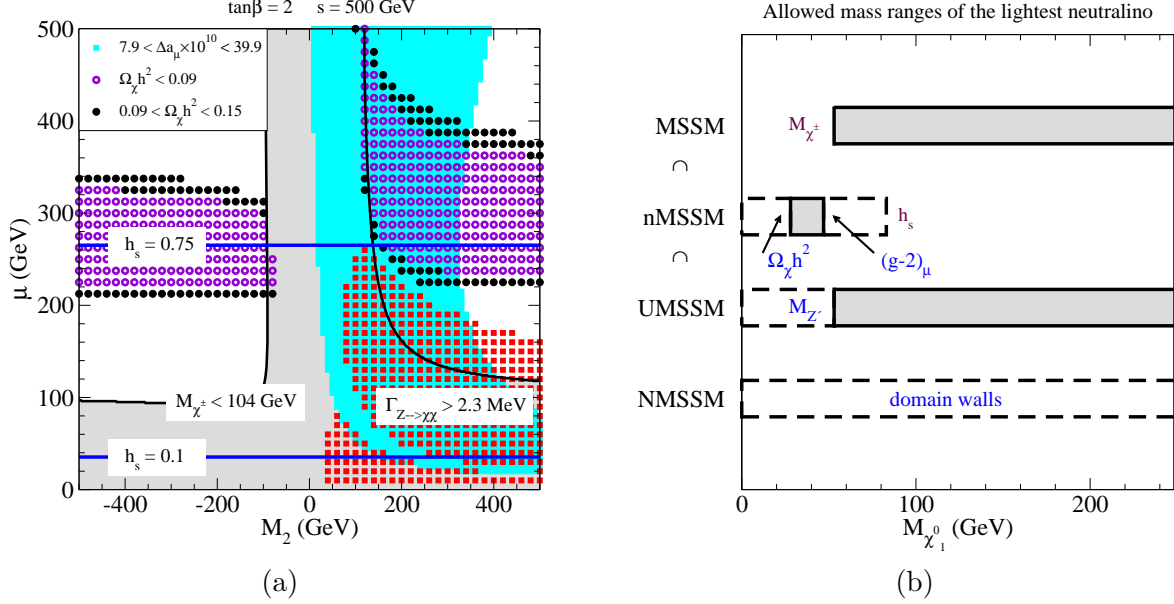 tanβ = 2 s = 500 GeV
7.9 < Δa_μ×10^10 < 39.9
Ω_χh^2 < 0.09
0.09 < Ω_χh^2 < 0.15
h_s = 0.75
M_χ± < 104 GeV
Γ_Z-->χχ > 2.3 MeV
h_s = 0.1
500
400
300
200
100
0
μ (GeV)
-400 -200 0 200 400
M_2 (GeV)
(a)
Allowed mass ranges of the lightest neutralino
MSSM
M_χ±
∩
nMSSM
h_s
Ω_χh^2
(g-2)_μ
∩
UMSSM
M_Z´
NMSSM
domain walls
0 100 200
M_χ^0_1 (GeV)
(b)